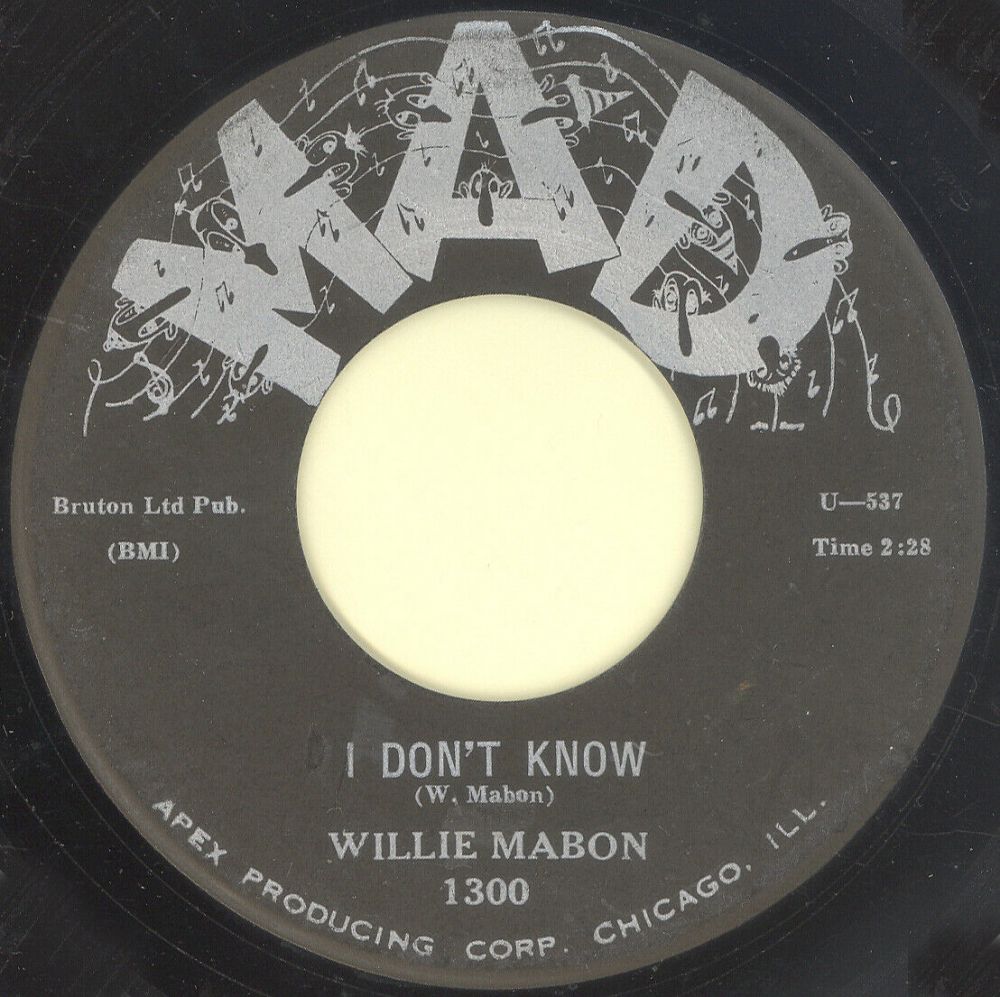 MAD
Bruton Ltd Pub.
(BMI)
U—537
Time 2:28
I DON'T KNOW
(W. Mabon)
WILLIE MABON
1300
APEX PRODUCING CORP. CHICAGO, ILL.